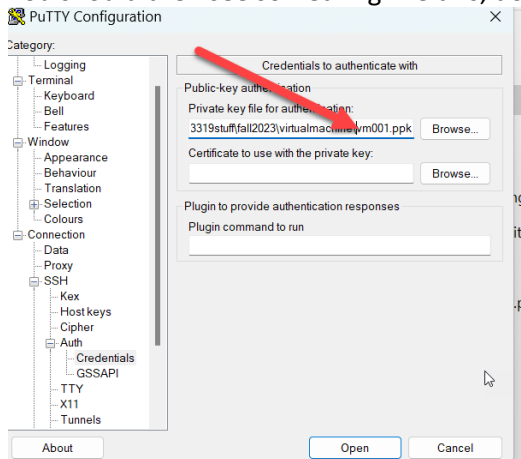 PuTTY Configuration
Category:
Logging
Terminal
Keyboard
Bell
Features
Window
Appearance
Behaviour
Translation
Selection
Colours
Connection
Data
Proxy
SSH
Kex
Host keys
Cipher
Auth
Credentials
GSSAPI
TTY
X11
Tunnels
Credentials to authenticate with
Public-key authentication
Private key file for authentication:
3319stuff\fall2023\virtualmachine\vm001.ppk Browse...
Certificate to use with the private key:
Browse...
Plugin to provide authentication responses
Plugin command to run
About Open Cancel